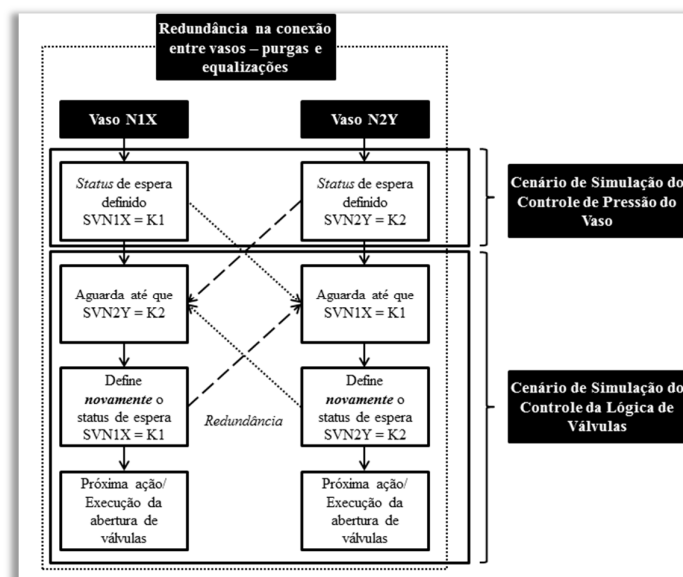 Redundância na conexão
entre vasos – purgas e
equalizações
Vaso N1X
Vaso N2Y
Status de espera
definido
SVN1X = K1
Status de espera
definido
SVN2Y = K2
Cenário de Simulação do
Controle de Pressão do
Vaso
Aguarda até que
SVN2Y = K2
Aguarda até que
SVN1X = K1
Define
novamente o
status de espera
SVN1X = K1
Redundância
Define
novamente o
status de espera
SVN2Y = K2
Cenário de Simulação do
Controle da Lógica de
Válvulas
Próxima ação/
Execução da
abertura de
válvulas
Próxima ação/
Execução da
abertura de
válvulas